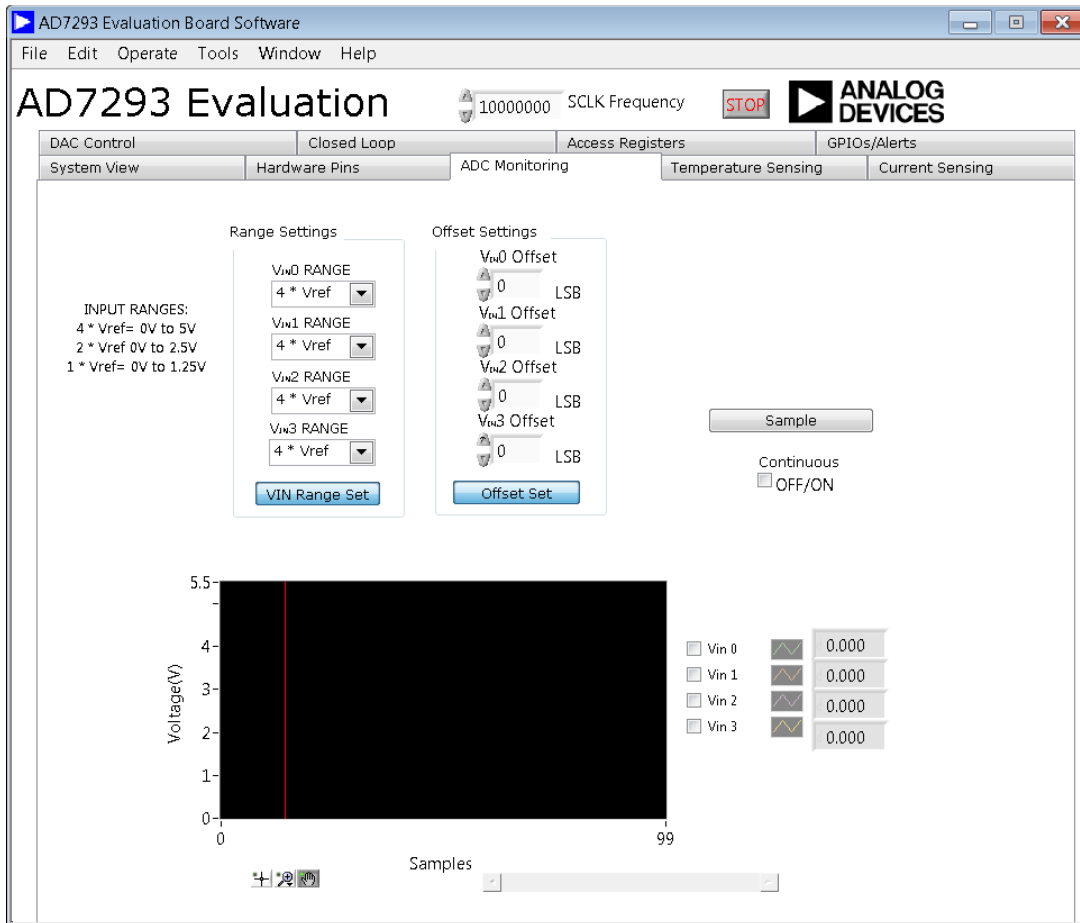 AD7293 Evaluation Board Software
File Edit Operate Tools Window Help
AD7293 Evaluation
10000000 SCLK Frequency
STOP
ANALOG
DEVICES
DAC Control Closed Loop Access Registers GPIOs/Alerts
System View Hardware Pins ADC Monitoring Temperature Sensing Current Sensing
Range Settings
VIN0 RANGE
4 * Vref
VIN1 RANGE
4 * Vref
VIN2 RANGE
4 * Vref
VIN3 RANGE
4 * Vref
VIN Range Set
INPUT RANGES:
4 * Vref= 0V to 5V
2 * Vref 0V to 2.5V
1 * Vref= 0V to 1.25V
Offset Settings
VIN0 Offset
0 LSB
VIN1 Offset
0 LSB
VIN2 Offset
0 LSB
VIN3 Offset
0 LSB
Offset Set
Sample
Continuous
OFF/ON
Voltage(V)
5.5
4
3
2
1
0
0 99
Samples
Vin 0 0.000
Vin 1 0.000
Vin 2 0.000
Vin 3 0.000